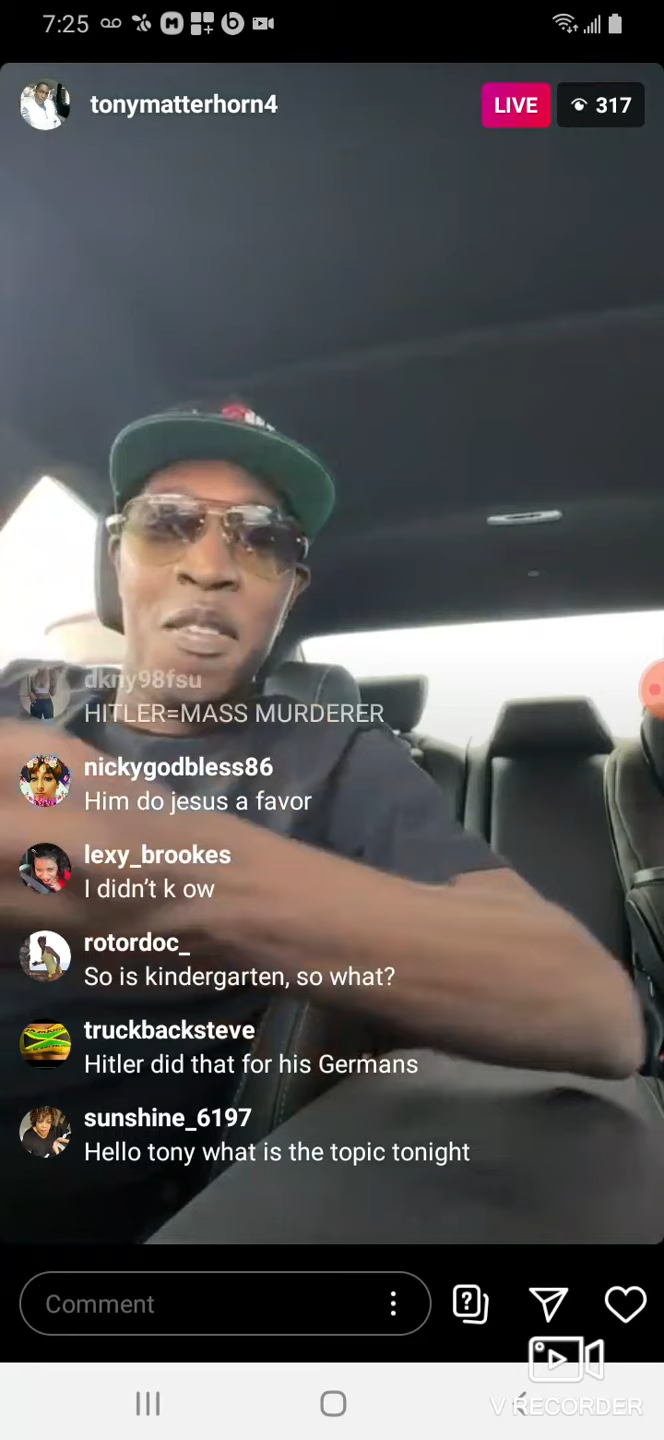 7:25
tonymatterhorn4
LIVE
317
dkny98fsu
HITLER=MASS MURDERER
nickygodbless86
Him do jesus a favor
lexy_brookes
I didn't k ow
rotordoc_
So is kindergarten, so what?
truckbacksteve
Hitler did that for his Germans
sunshine_6197
Hello tony what is the topic tonight
Comment
V RECORDER